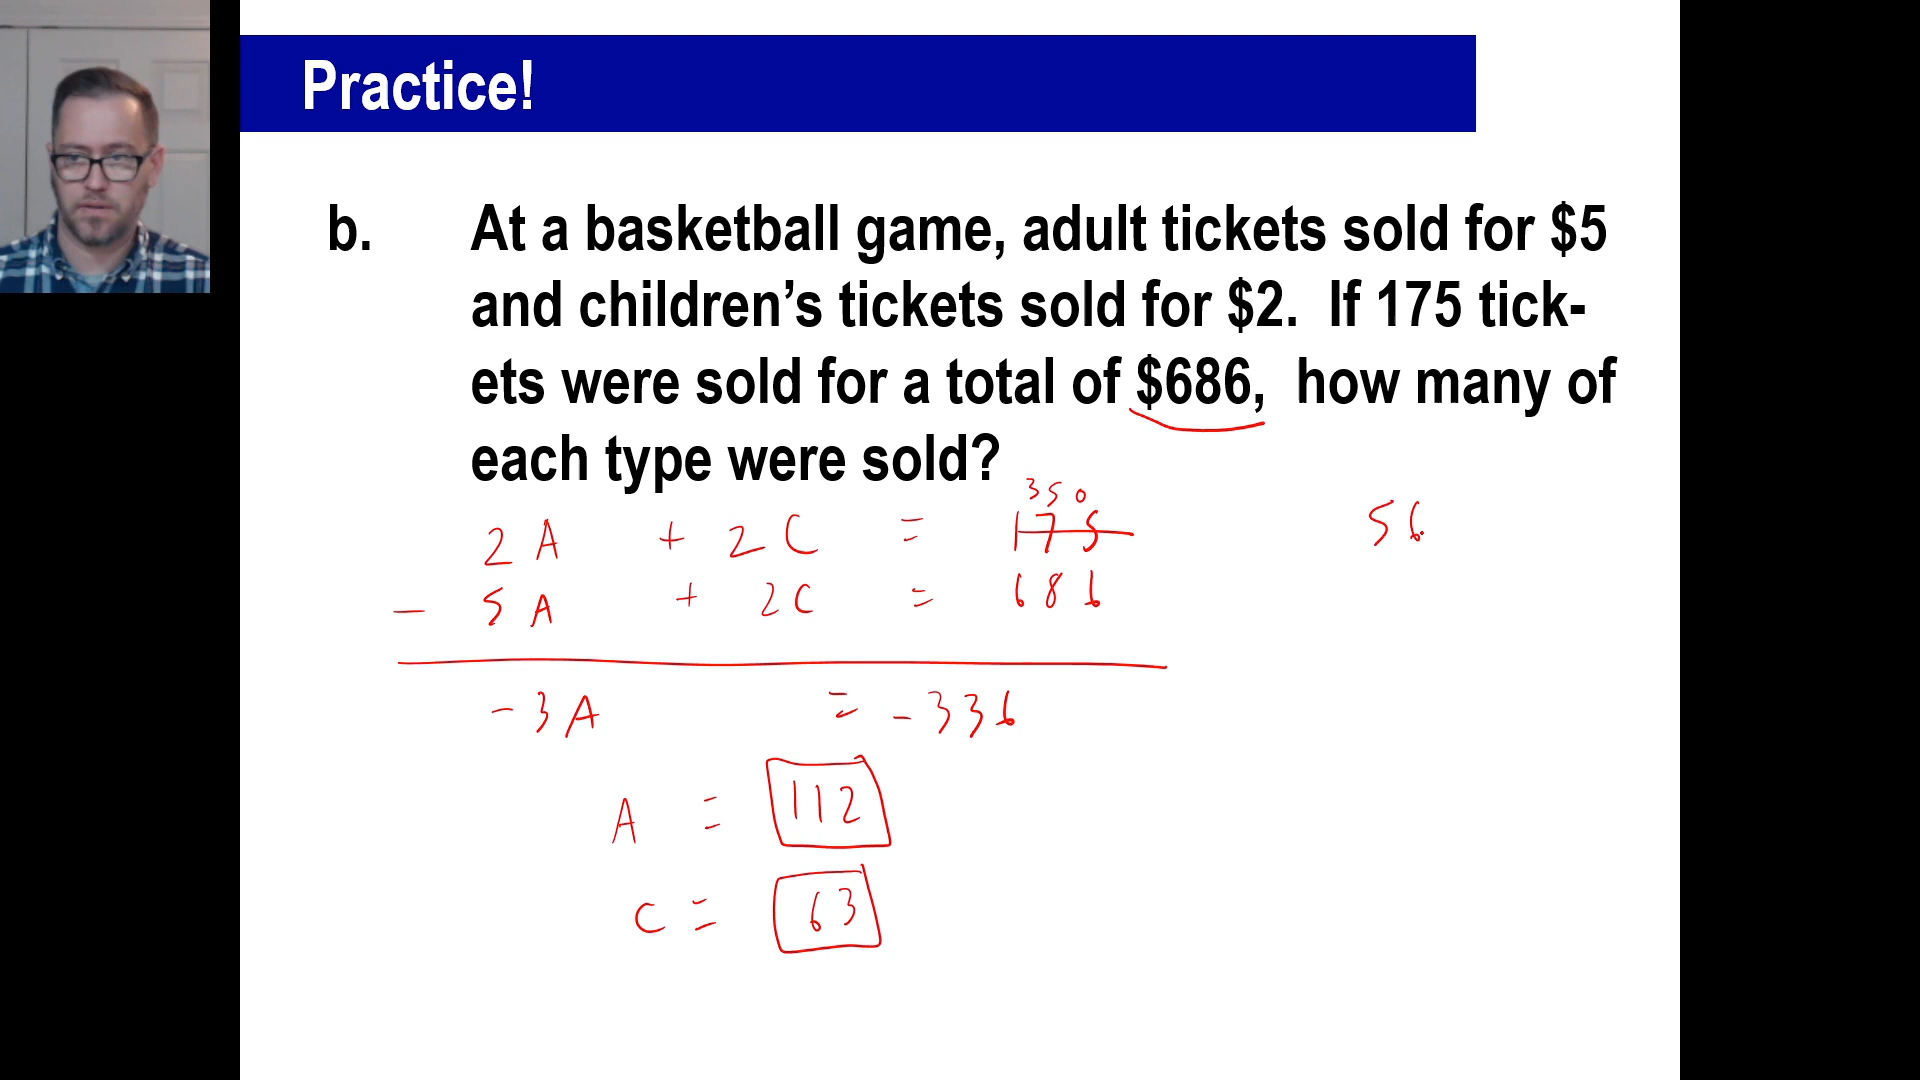 Practice!
b. At a basketball game, adult tickets sold for $5
and children’s tickets sold for $2. If 175 tick-
ets were sold for a total of $686, how many of
each type were sold?
350
2A + 2C = 175
56
- 5A + 2C = 686
-3A = -336
A = 112
C = 63